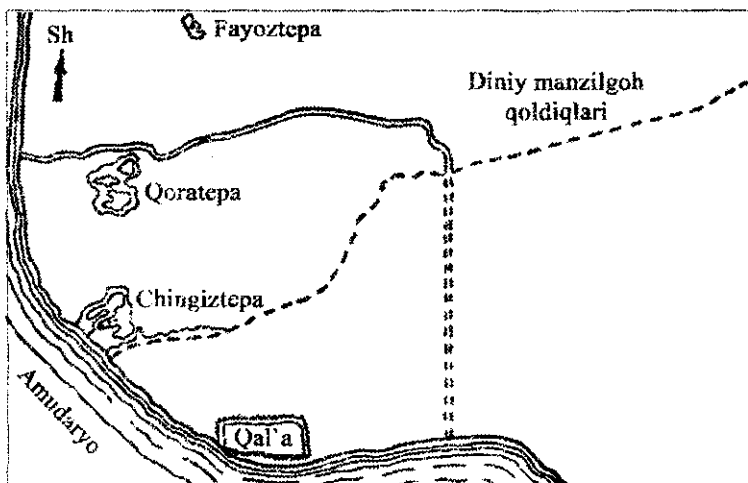 Fayoztepa
Sh
Diniy manzilgoh
qoldiqlari
Qoratepa
Chingiztepa
Amudaryo
Qal`a